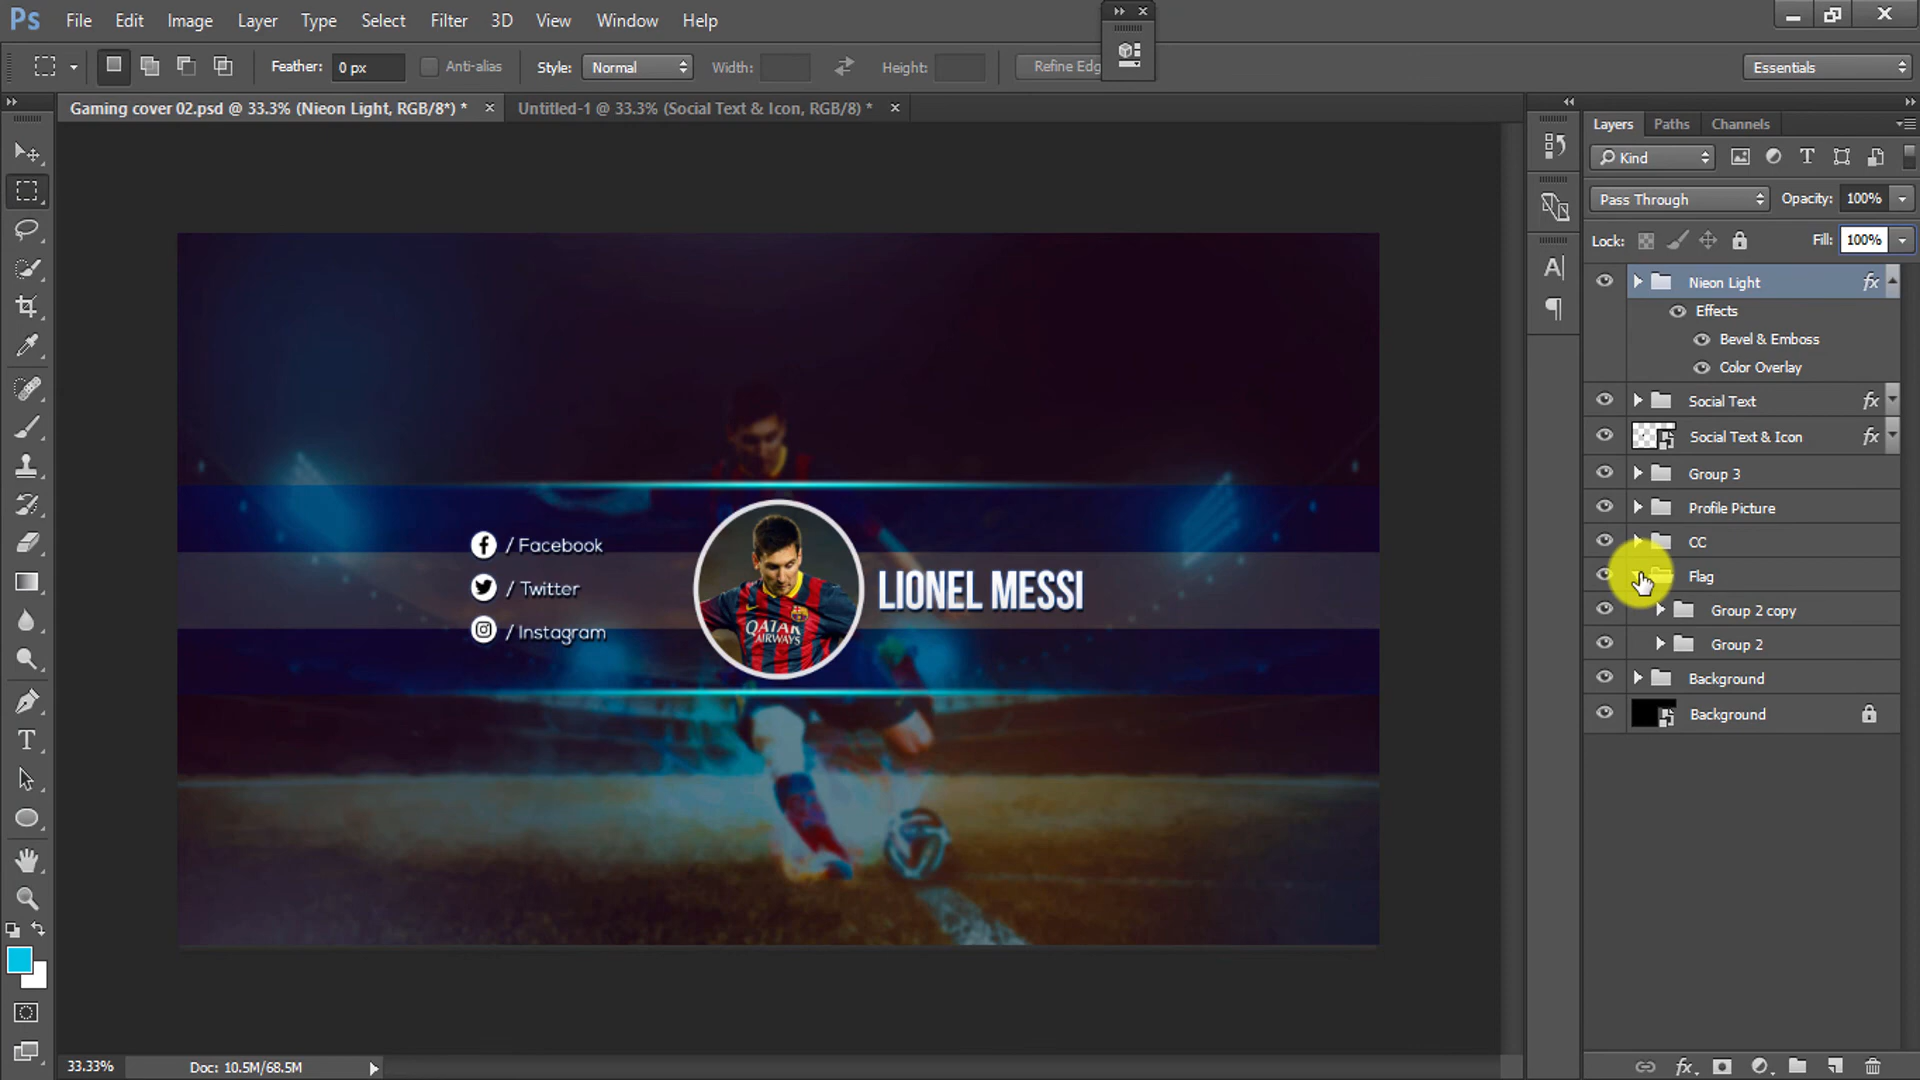 Ps File Edit Image Layer Type Select Filter 3D View Window Help
Feather: 0 px Anti-alias Style: Normal Width: Height: Refine Edg Essentials
Gaming cover 02.psd @ 33.3% (Nieon Light, RGB/8*) * Untitled-1 @ 33.3% (Social Text & Icon, RGB/8) *
Layers Paths Channels
Kind
Pass Through Opacity: 100%
Lock: Fill: 100%
Nieon Light fx
Effects
Bevel & Emboss
Color Overlay
Social Text fx
Social Text & Icon fx
Group 3
Profile Picture
CC
Flag
Group 2 copy
Group 2
Background
Background
/ Facebook
/ Twitter
/ Instagram
QATAR
AIRWAYS
LIONEL MESSI
33.33% Doc: 10.5M/68.5M